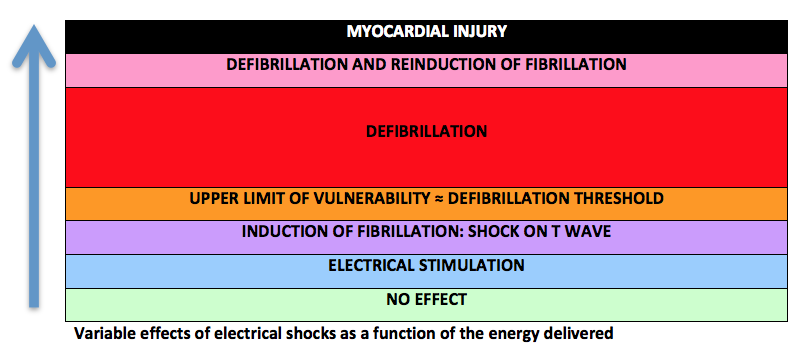 MYOCARDIAL INJURY
DEFIBRILLATION AND REINDUCTION OF FIBRILLATION
DEFIBRILLATION
UPPER LIMIT OF VULNERABILITY ≈ DEFIBRILLATION THRESHOLD
INDUCTION OF FIBRILLATION: SHOCK ON T WAVE
ELECTRICAL STIMULATION
NO EFFECT
Variable effects of electrical shocks as a function of the energy delivered